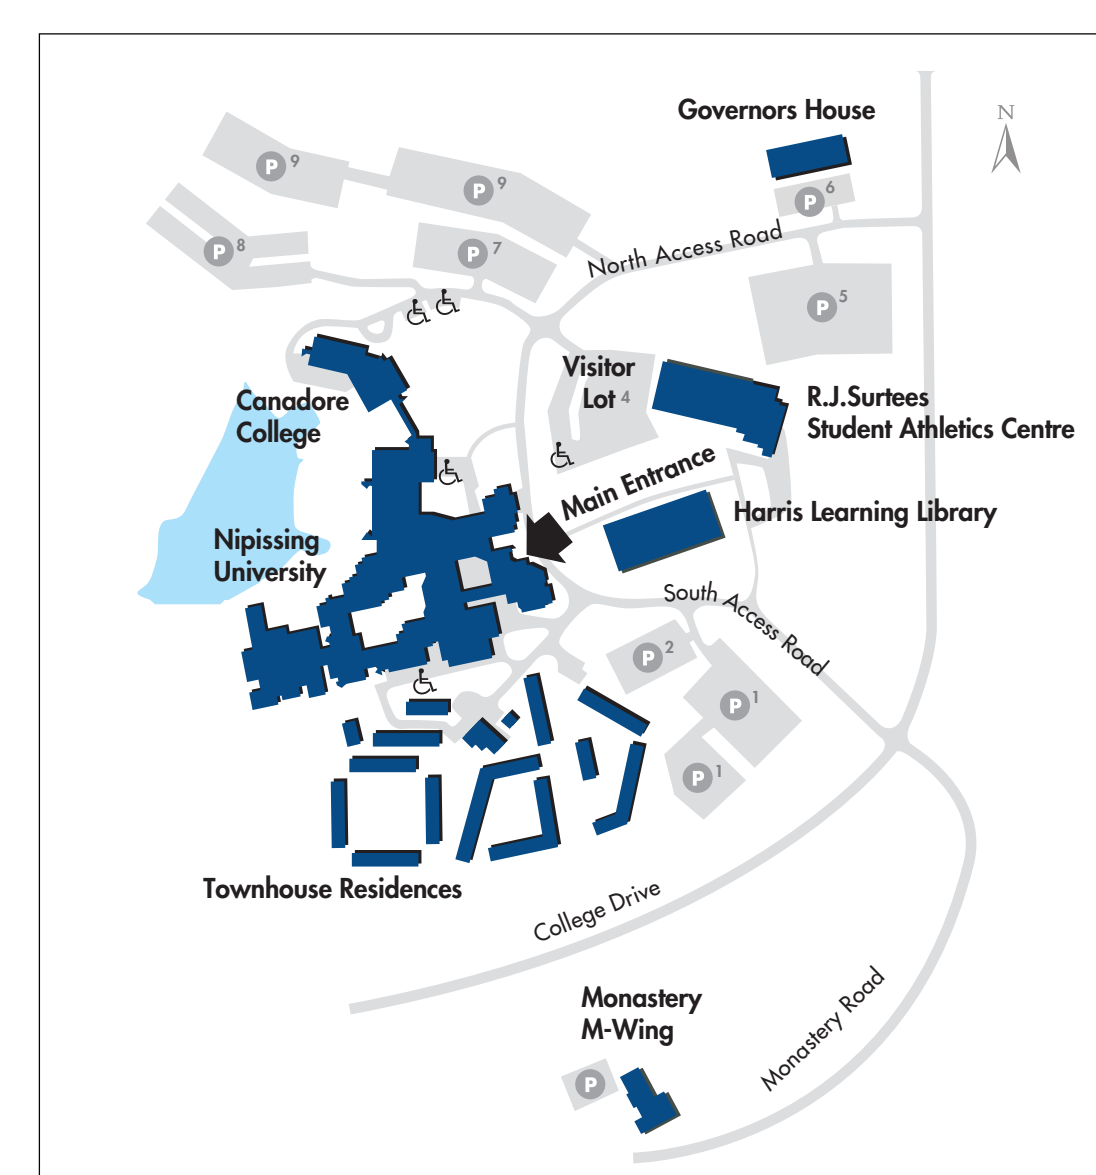 Governors House
N
P 9
P 9
P 6
P 8
P 7
North Access Road
P 5
Visitor
Lot 4
Canadore
College
R.J.Surtees
Student Athletics Centre
Main Entrance
Harris Learning Library
Nipissing
University
South Access Road
P 2
P 1
P 1
Townhouse Residences
College Drive
Monastery
M-Wing
Monastery Road
P